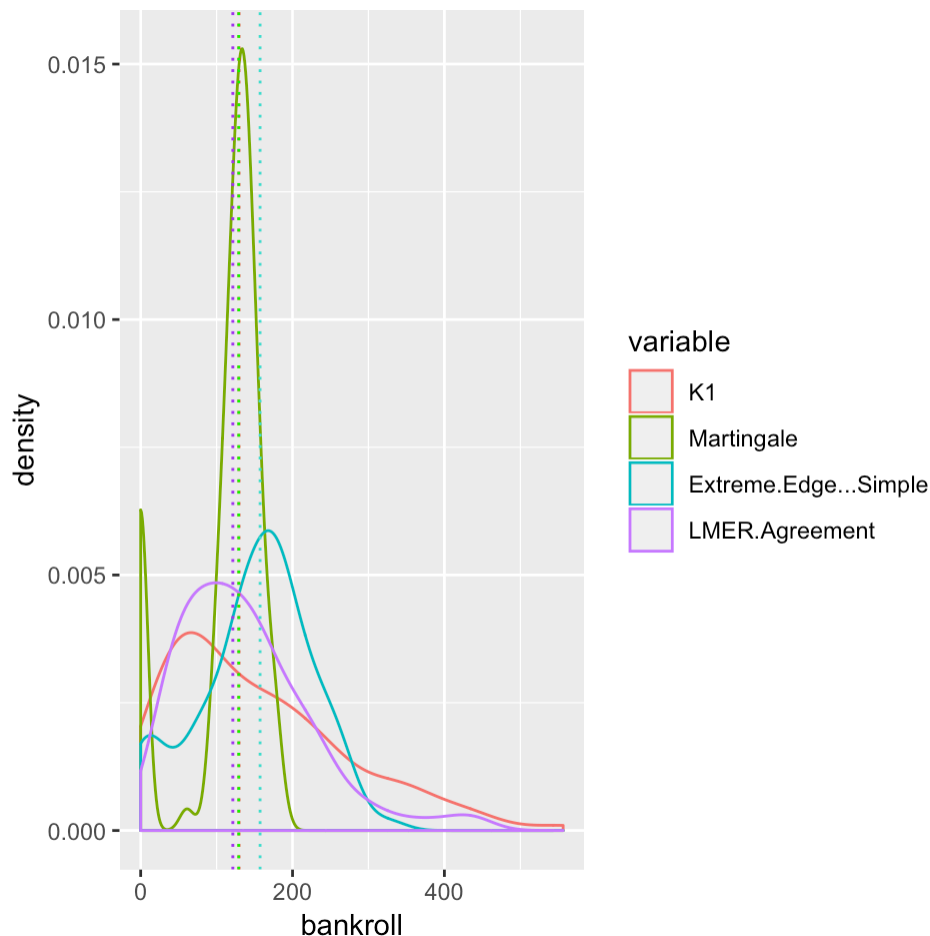 0.015
0.010
0.005
0.000
density
0
200
400
bankroll
variable
K1
Martingale
Extreme.Edge...Simple
LMER.Agreement